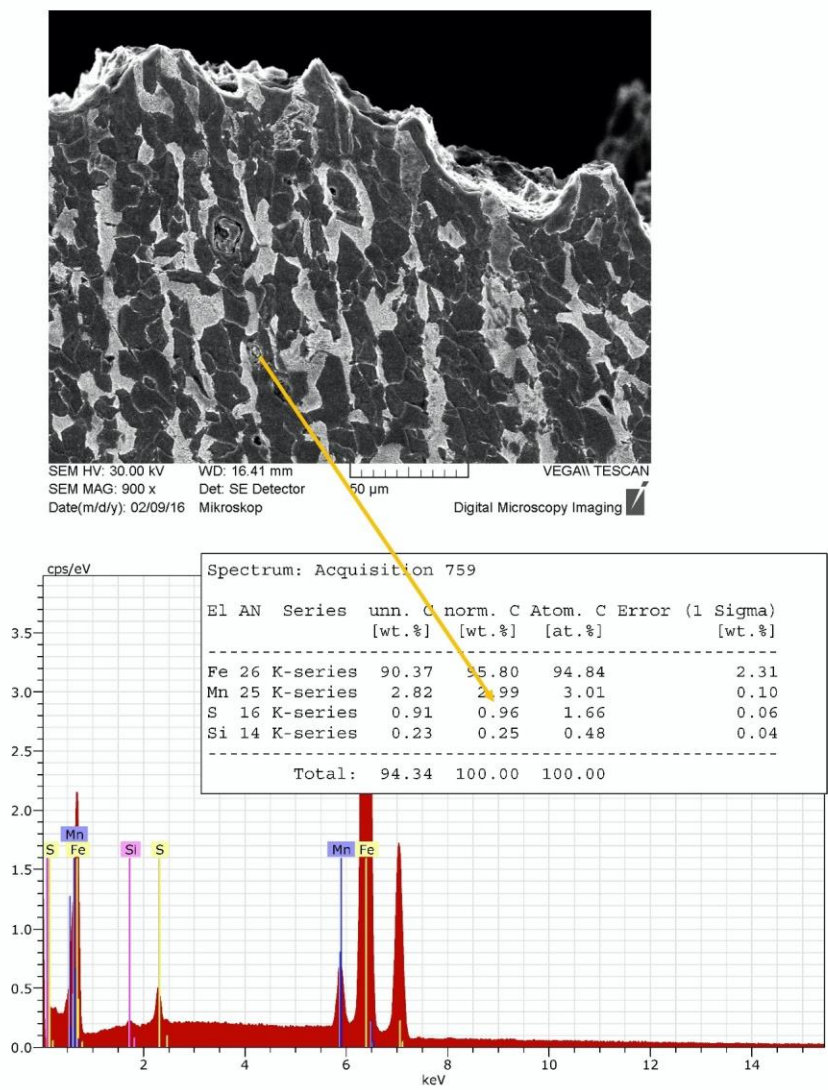 SEM HV: 30.00 kV WD: 16.41 mm VEGA\\ TESCAN
SEM MAG: 900 x Det: SE Detector 50 µm
Date(m/d/y): 02/09/16 Mikroskop Digital Microscopy Imaging
cps/eV
Spectrum: Acquisition 759
El AN Series unn. C norm. C Atom. C Error (1 Sigma)
[wt.%] [wt.%] [at.%] [wt.%]
Fe 26 K-series 90.37 95.80 94.84 2.31
Mn 25 K-series 2.82 2.99 3.01 0.10
S 16 K-series 0.91 0.96 1.66 0.06
Si 14 K-series 0.23 0.25 0.48 0.04
Total: 94.34 100.00 100.00
3.5
3.0
2.5
2.0
Mn
S Fe Si S Mn Fe
1.5
1.0
0.5
0.0
2 4 6 8 10 12 14
keV